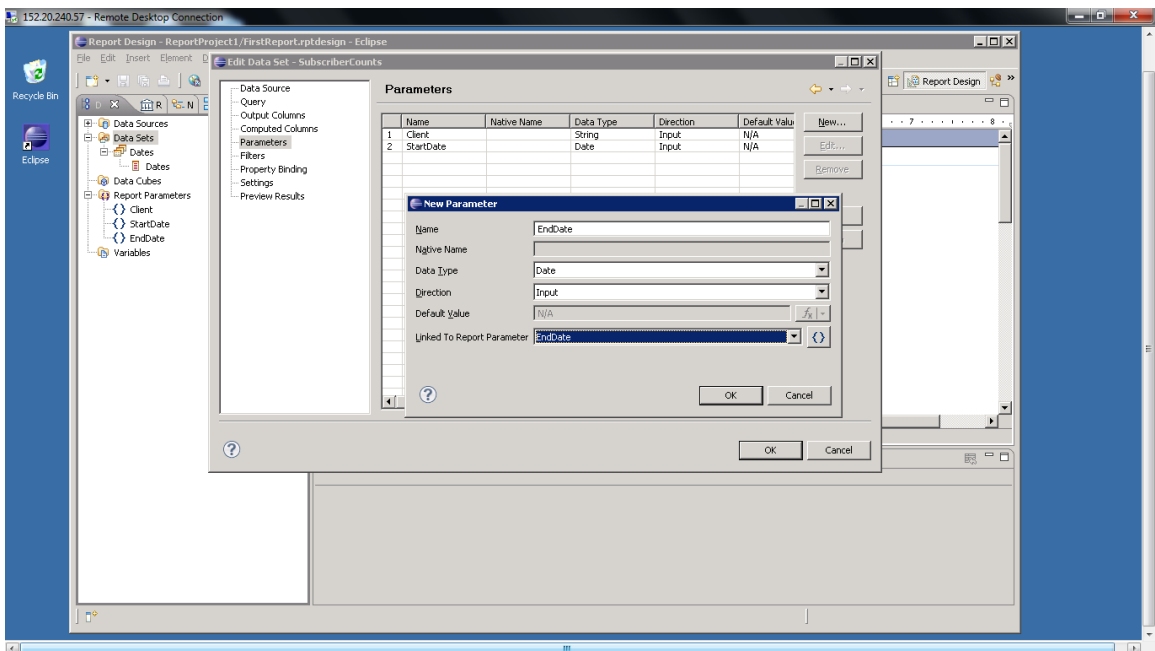 152.20.240.57 - Remote Desktop Connection
Recycle Bin
Eclipse
Report Design - ReportProject1/FirstReport.rptdesign - Eclipse
File Edit Insert Element D
Report Design
Data Sources
Data Sets
Dates
Dates
Data Cubes
Report Parameters
Client
StartDate
EndDate
Variables
7 8
Edit Data Set - SubscriberCounts
Data Source
Query
Output Columns
Computed Columns
Parameters
Filters
Property Binding
Settings
Preview Results
Parameters
Name Native Name Data Type Direction Default Valu
1 Client String Input N/A
2 StartDate Date Input N/A
New...
Edit...
Remove
New Parameter
Name EndDate
Native Name
Data Type Date
Direction Input
Default Value N/A
Linked To Report Parameter EndDate
OK Cancel
OK Cancel